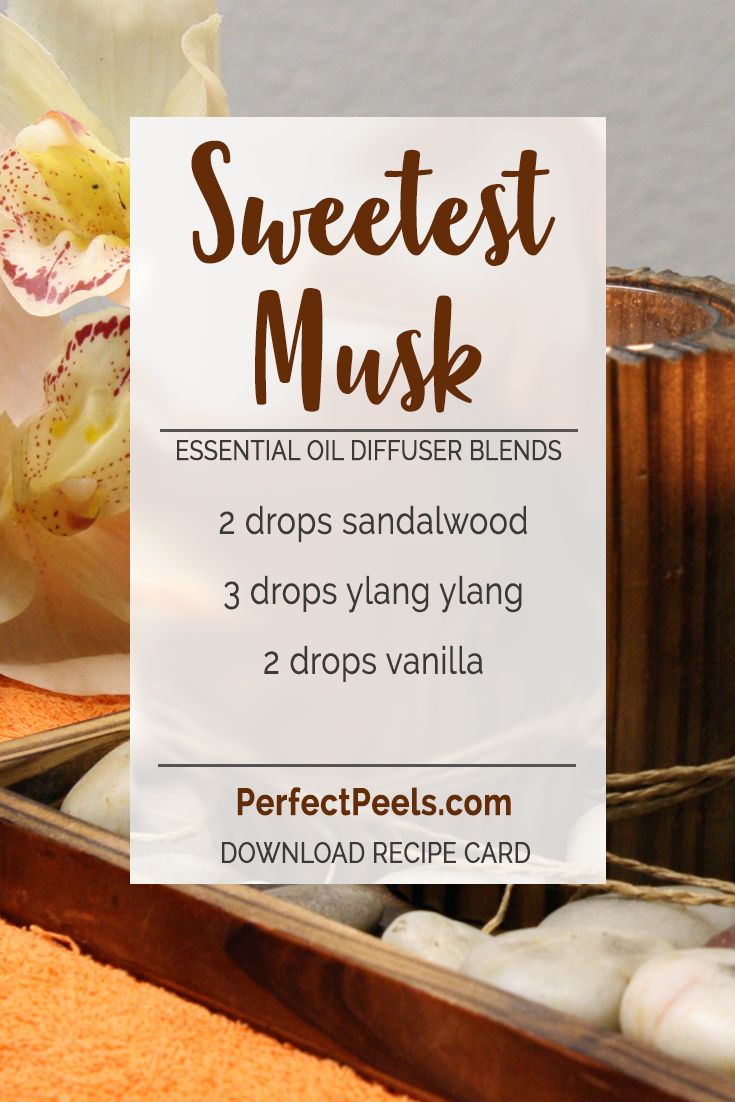 Sweetest
Musk
ESSENTIAL OIL DIFFUSER BLENDS
2 drops sandalwood
3 drops ylang ylang
2 drops vanilla
PerfectPeels.com
DOWNLOAD RECIPE CARD